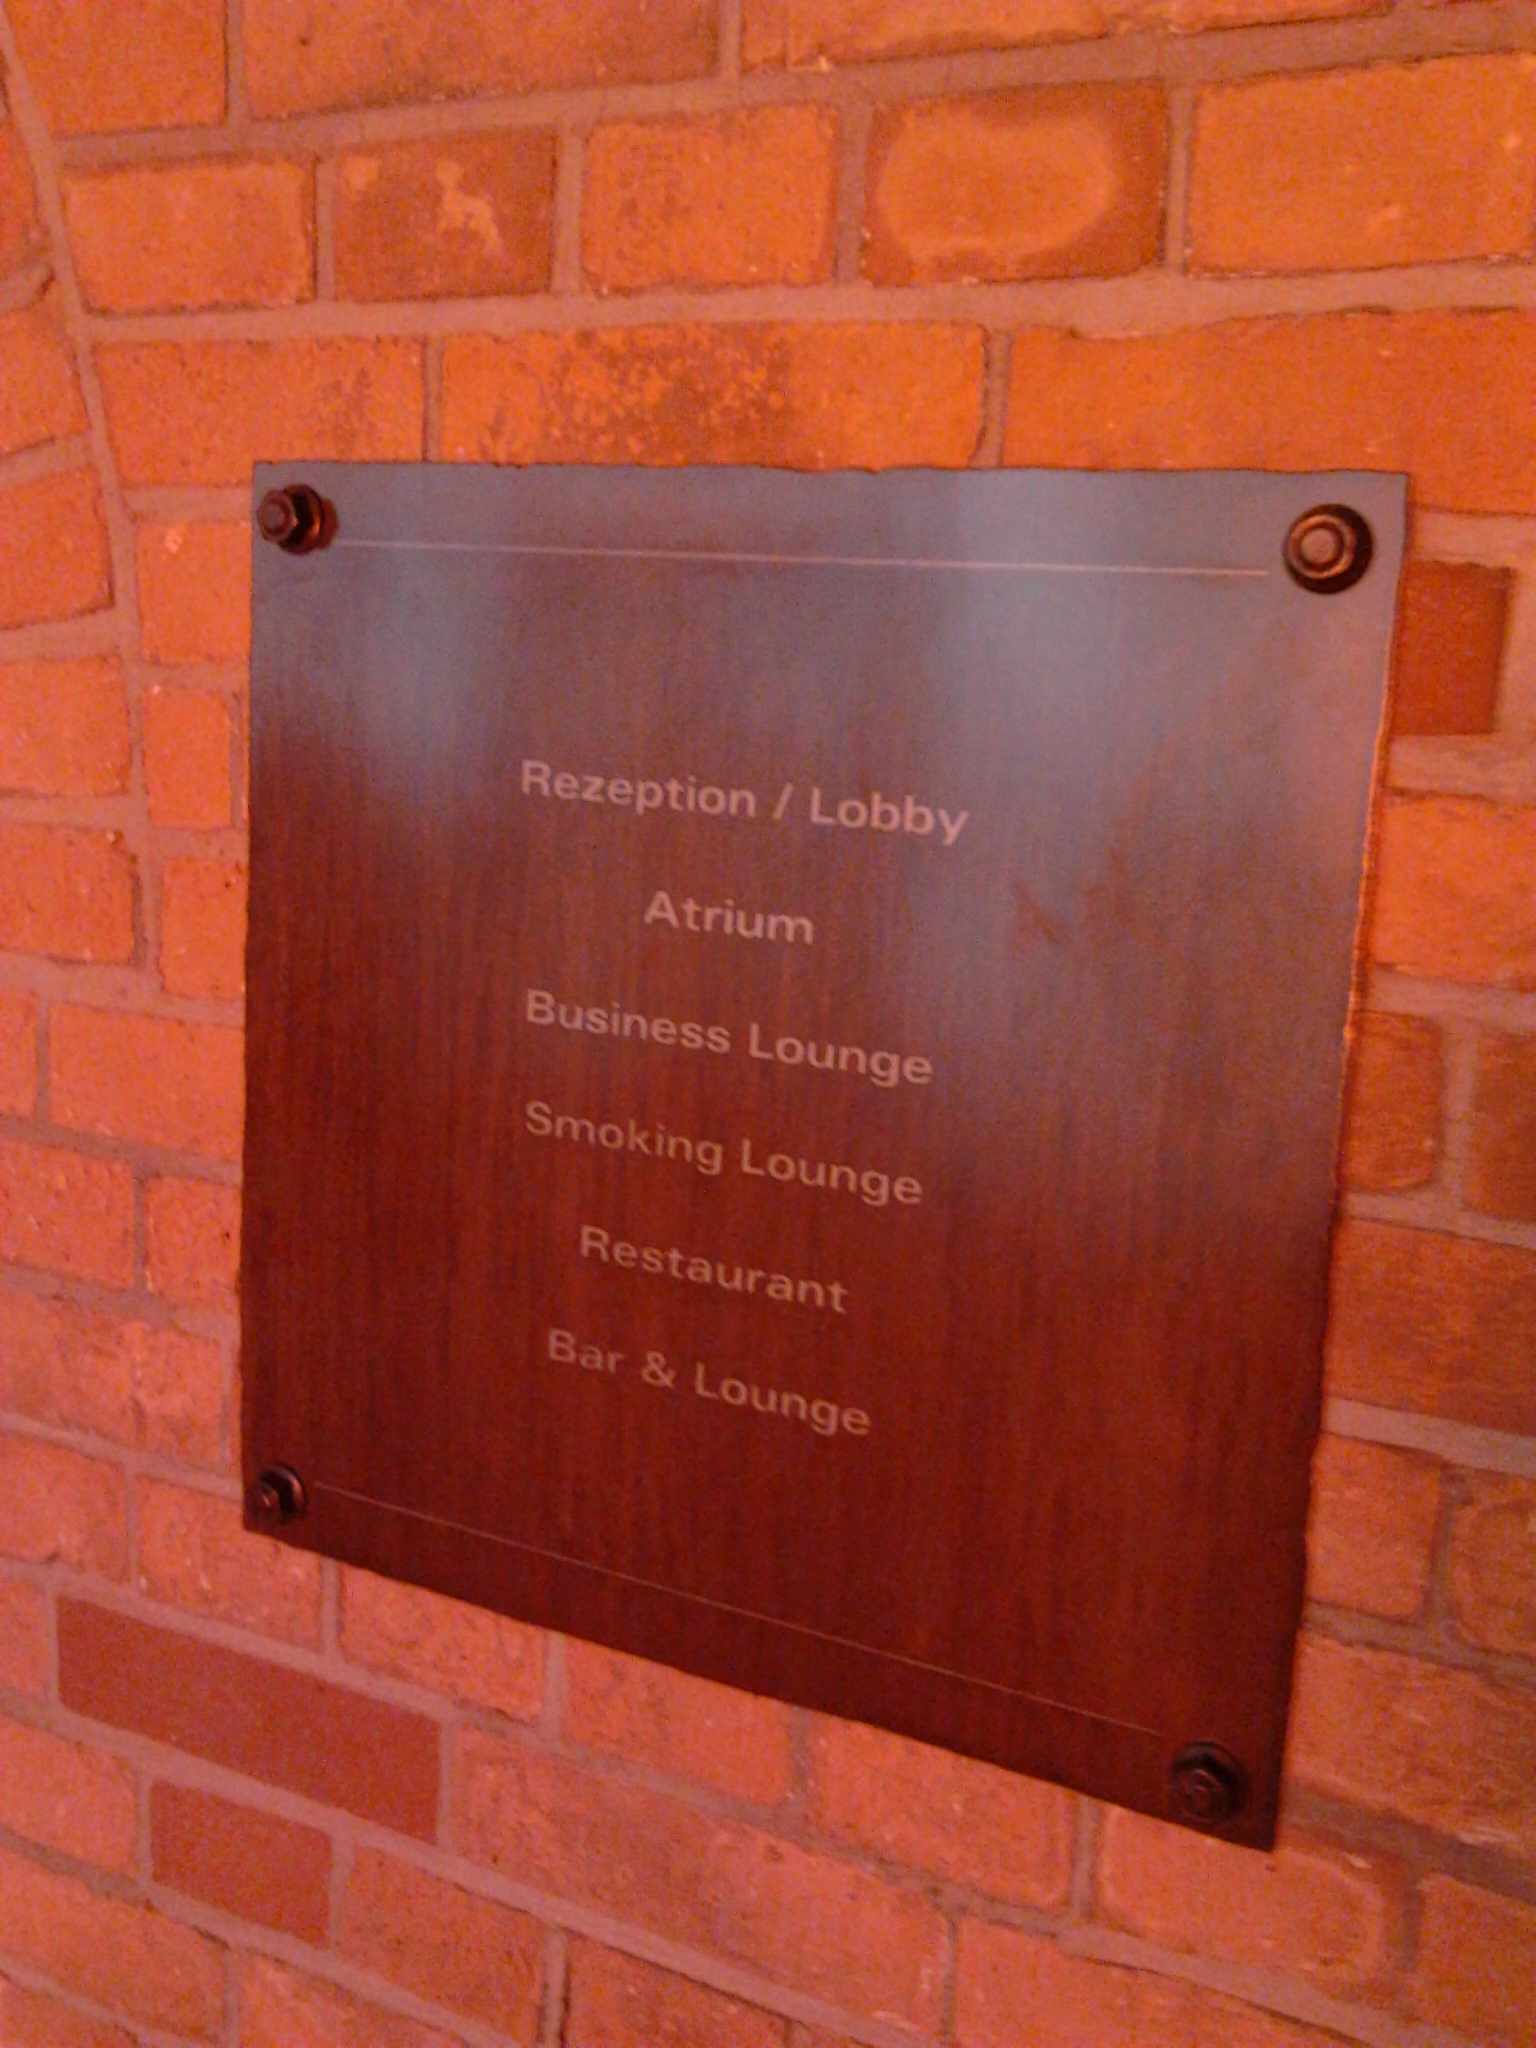 Rezeption / Lobby
Atrium
Business Lounge
Smoking Lounge
Restaurant
Bar & Lounge